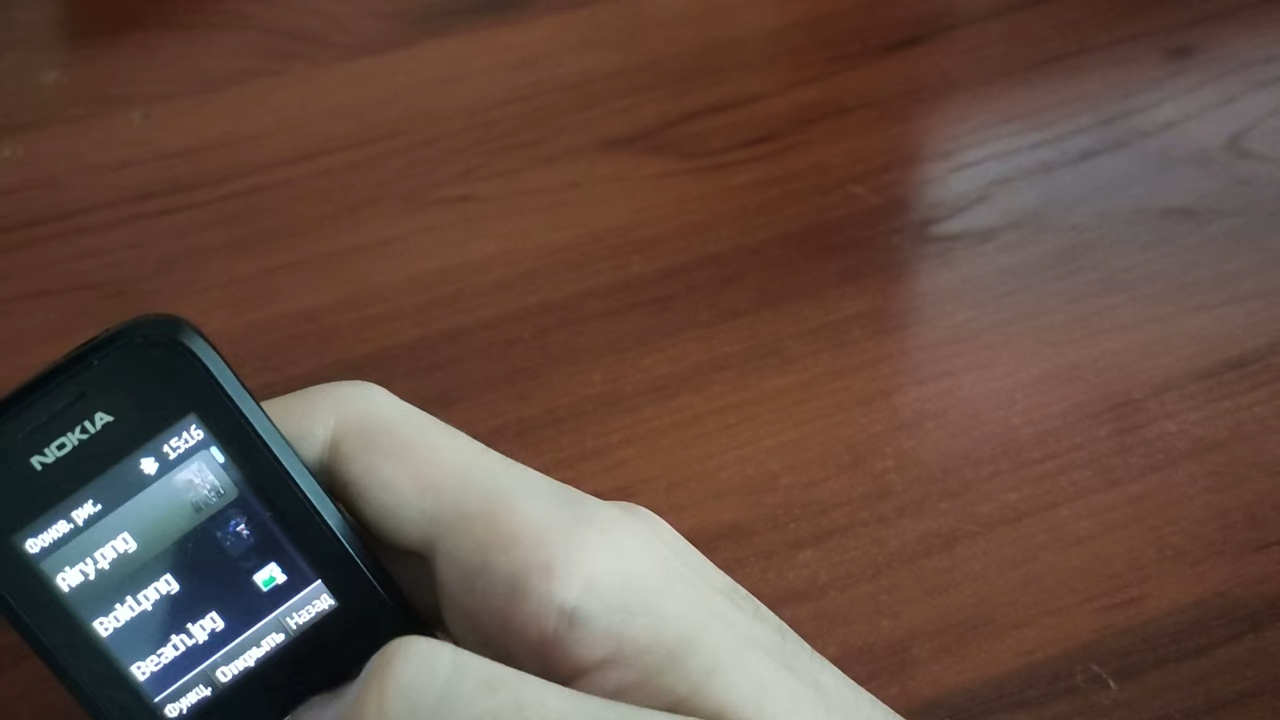 NOKIA
15:16
Фонов. рис.
Airy.png
Bold.png
Beach.jpg
Функц. Открыть Назад